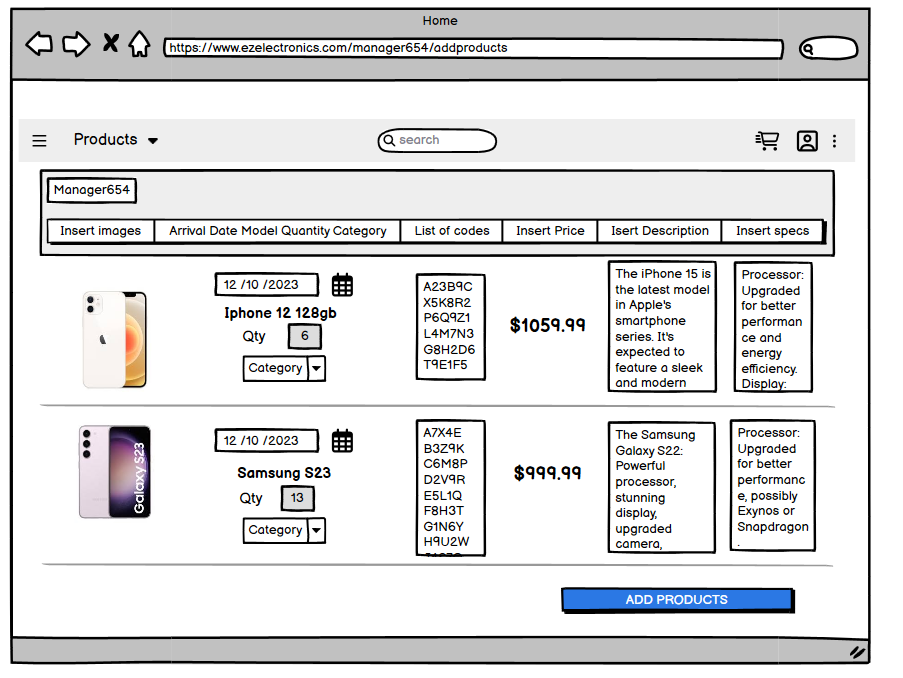 Home
https://www.ezelectronics.com/manager654/addproducts
Products
search
Manager654
Insert images
Arrival Date Model Quantity Category
List of codes
Insert Price
Isert Description
Insert specs
12 /10 /2023
Iphone 12 128gb
Qty
6
Category
A23B9C
X5K8R2
P6Q9Z1
L4M7N3
G8H2D6
T9E1F5
$1059.99
The iPhone 15 is
the latest model
in Apple's
smartphone
series. It's
expected to
feature a sleek
and modern
Processor:
Upgraded
for better
performan
ce and
energy
efficiency.
Display:
Galaxy S23
12 /10 /2023
Samsung S23
Qty
13
Category
A7X4E
B3Z9K
C6M8P
D2V9R
E5L1Q
F8H3T
G1N6Y
H9U2W
$999.99
The Samsung
Galaxy S22:
Powerful
processor,
stunning
display,
upgraded
camera,
Processor:
Upgraded
for better
performanc
e, possibly
Exynos or
Snapdragon
.
ADD PRODUCTS